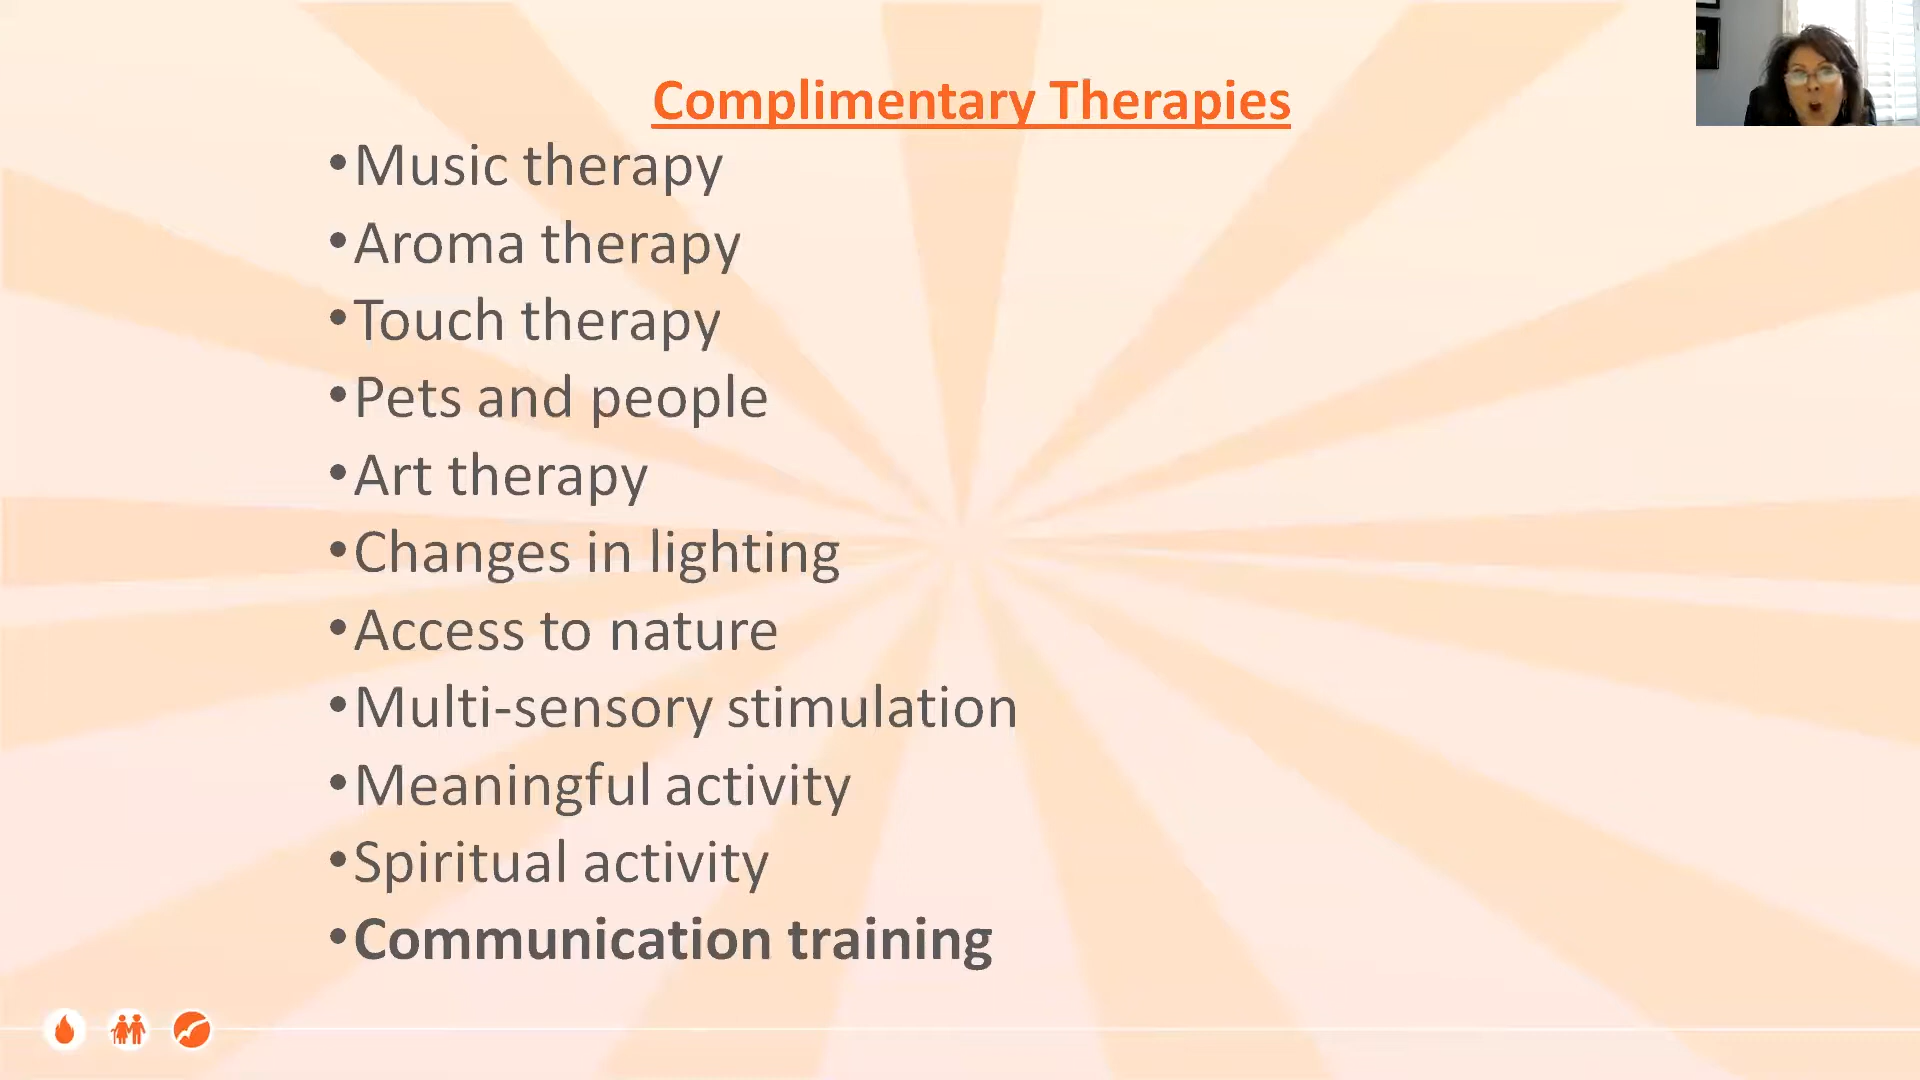 Complimentary Therapies
•Music therapy
•Aroma therapy
•Touch therapy
•Pets and people
•Art therapy
•Changes in lighting
•Access to nature
•Multi-sensory stimulation
•Meaningful activity
•Spiritual activity
•Communication training